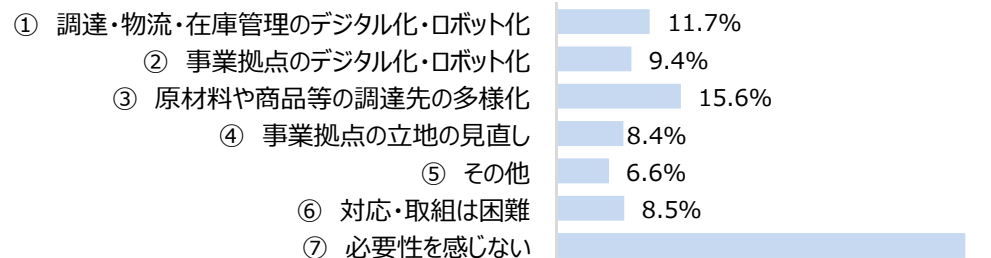 ① 調達・物流・在庫管理のデジタル化・ロボット化 11.7%
② 事業拠点のデジタル化・ロボット化 9.4%
③ 原材料や商品等の調達先の多様化 15.6%
④ 事業拠点の立地の見直し 8.4%
⑤ その他 6.6%
⑥ 対応・取組は困難 8.5%
⑦ 必要性を感じない